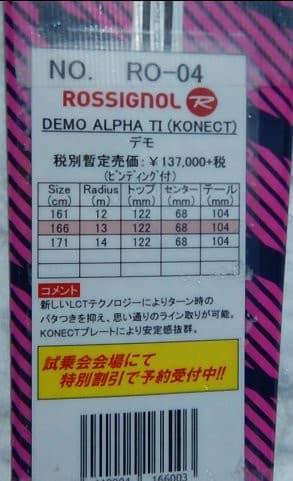 NO. RO-04
ROSSIGNOL R
DEMO ALPHA TI (KONECT)
デモ
税別暫定売価：￥137,000+税
(ﾋﾞﾝﾃﾞｨﾝｸﾞ付)
Size (cm) Radius (m) トップ (mm) センター (mm) テール (mm)
161 12 122 68 104
166 13 122 68 104
171 14 122 68 104
コメント
新しいLCTテクノロジーによりターン時の
バタつきを抑え、思い通りのライン取りが可能。
KONECTプレートにより安定感抜群。
試乗会会場にて
特別割引で予約受付中!!
166003